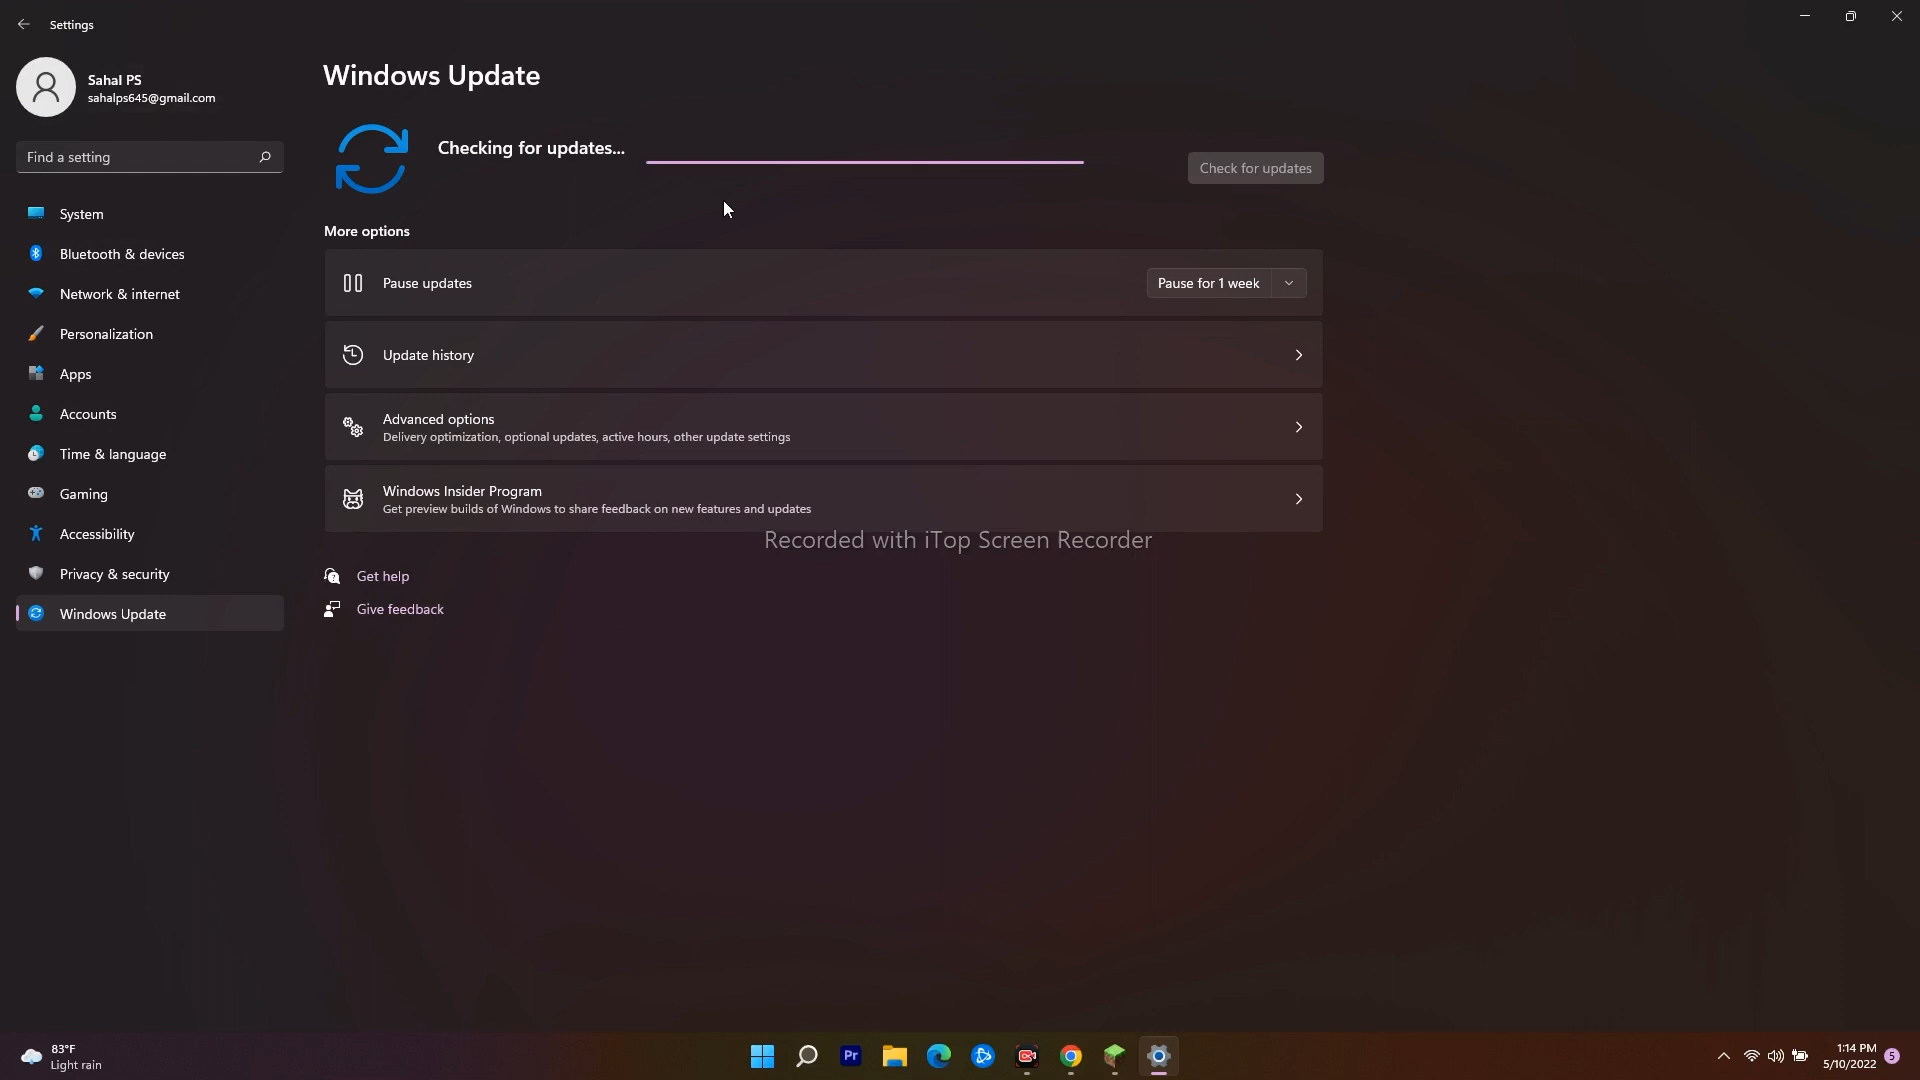 Settings
Sahal PS
sahalps645@gmail.com
Find a setting
System
Bluetooth & devices
Network & internet
Personalization
Apps
Accounts
Time & language
Gaming
Accessibility
Privacy & security
Windows Update
Windows Update
Checking for updates...
Check for updates
More options
Pause updates
Pause for 1 week
Update history
Advanced options
Delivery optimization, optional updates, active hours, other update settings
Windows Insider Program
Get preview builds of Windows to share feedback on new features and updates
Recorded with iTop Screen Recorder
Get help
Give feedback
83°F
Light rain
Pr
1:14 PM
5/10/2022
5